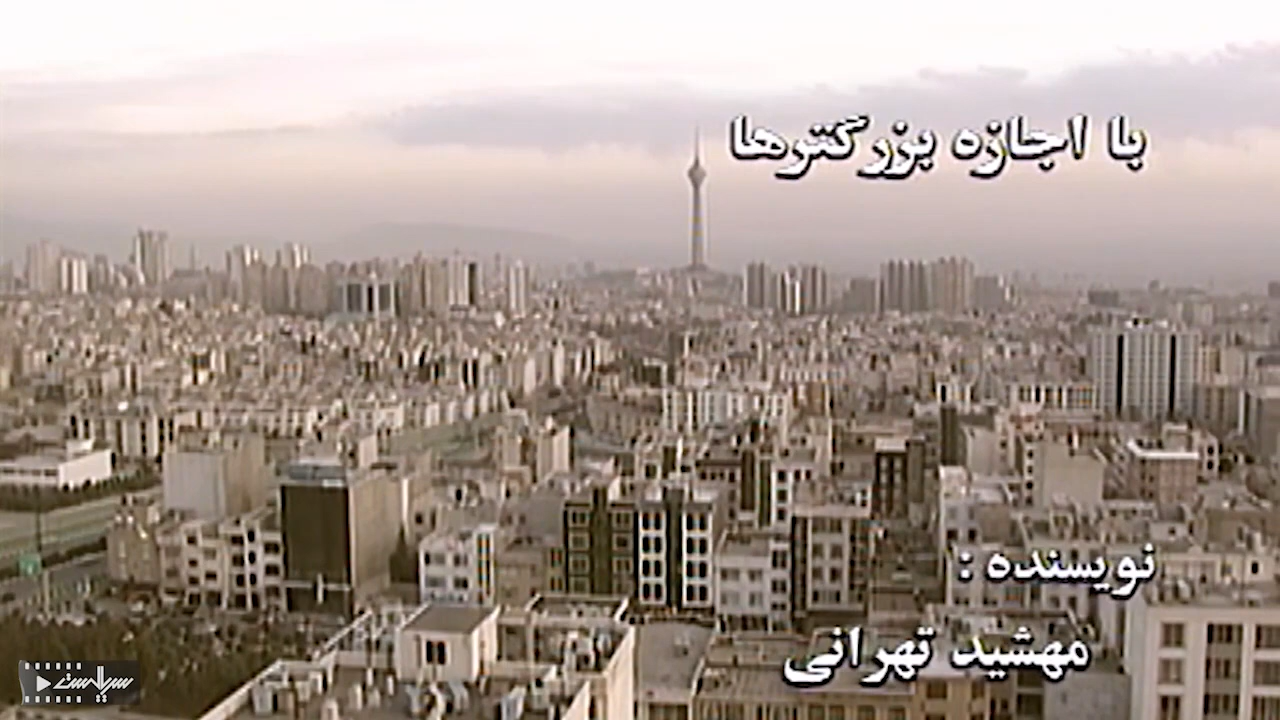 با اجازه بزرگترها
نویسنده :
مهشید تهرانی